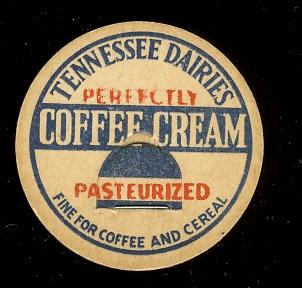 TENNESSEE DAIRIES
PERFECTLY
COFFEE CREAM
PASTEURIZED
FINE FOR COFFEE AND CEREAL